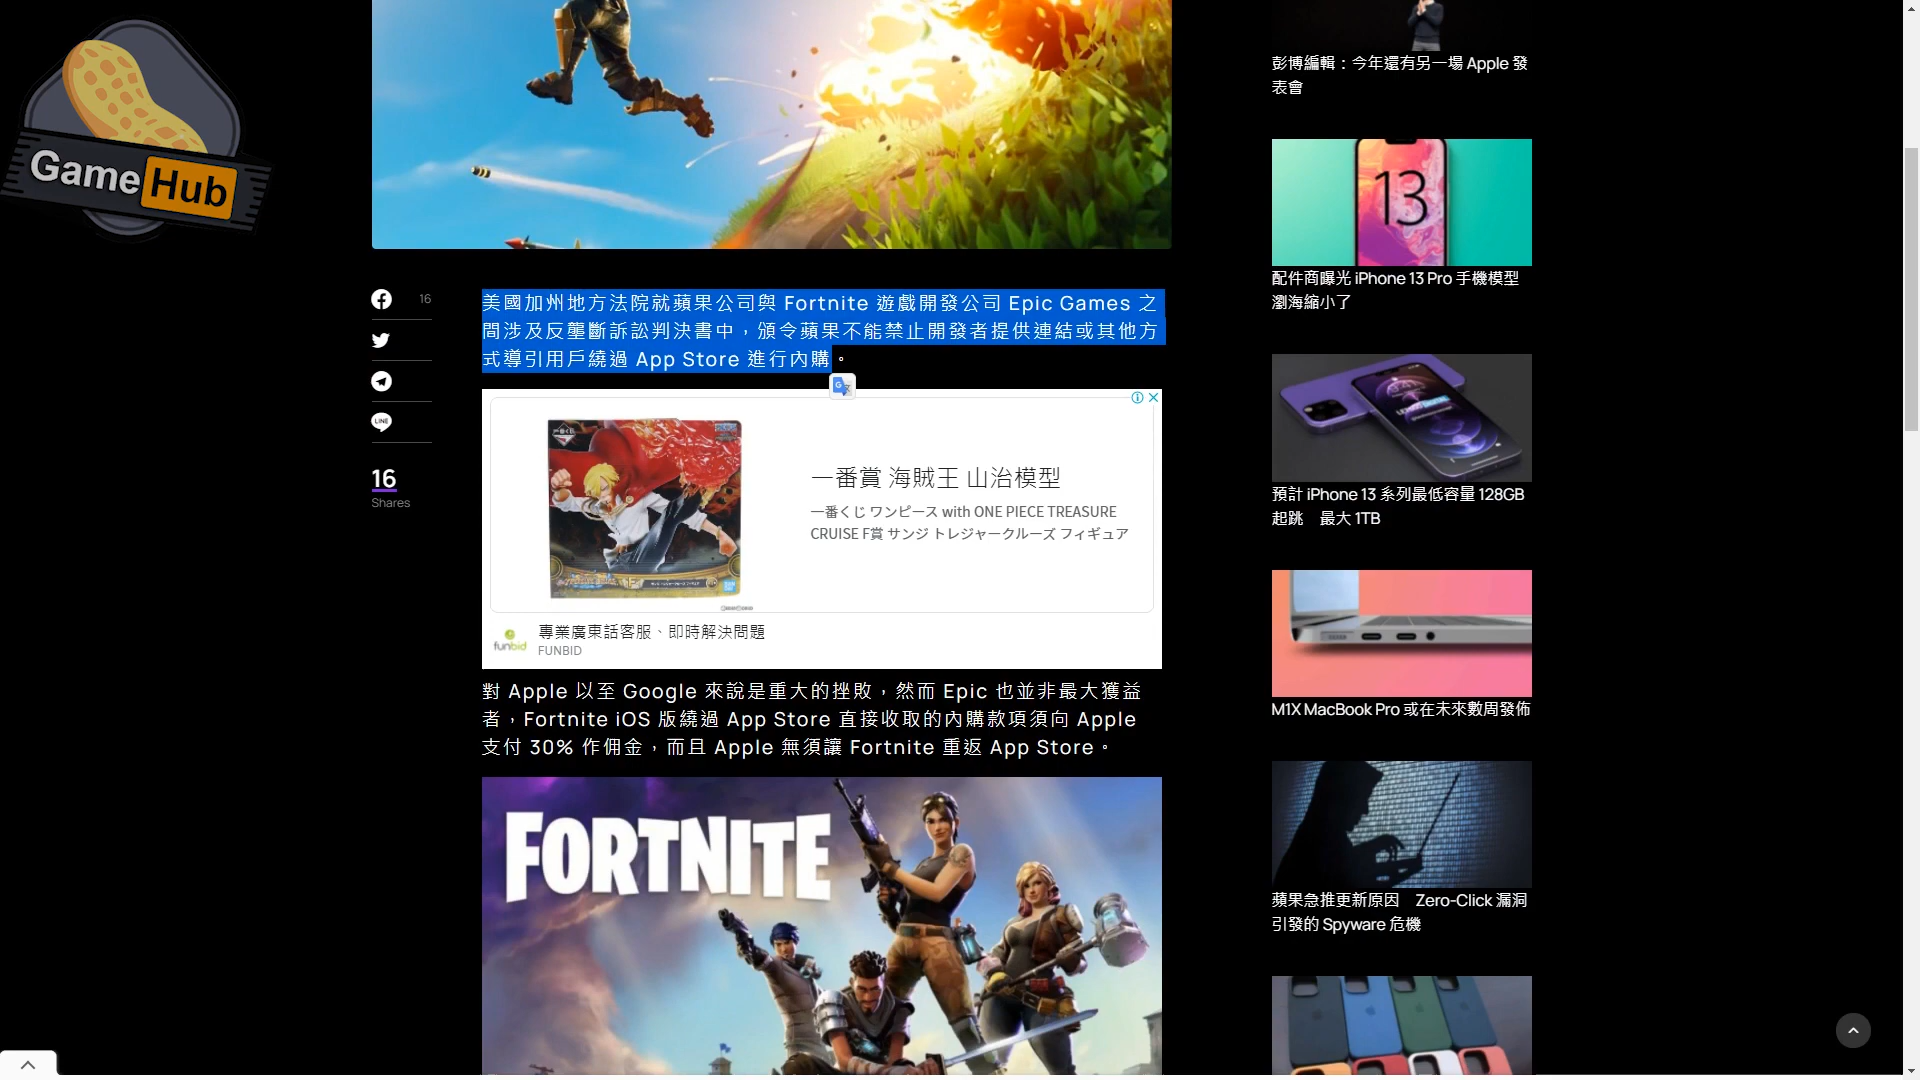 Game Hub
彭博編輯：今年還有另一場 Apple 發
表會
13
配件商曝光 iPhone 13 Pro 手機模型
瀏海縮小了
預計 iPhone 13 系列最低容量 128GB
起跳　最大 1TB
M1X MacBook Pro 或在未來數周發佈
蘋果急推更新原因　Zero-Click 漏洞
引發的 Spyware 危機
16
LINE
16
Shares
美國加州地方法院就蘋果公司與 Fortnite 遊戲開發公司 Epic Games 之
間涉及反壟斷訴訟判決書中，頒令蘋果不能禁止開發者提供連結或其他方
式導引用戶繞過 App Store 進行內購。
一番賞 海賊王 山治模型
一番くじ ワンピース with ONE PIECE TREASURE
CRUISE F賞 サンジ トレジャークルーズ フィギュア
funbid
專業廣東話客服、即時解決問題
FUNBID
對 Apple 以至 Google 來說是重大的挫敗，然而 Epic 也並非最大獲益
者，Fortnite iOS 版繞過 App Store 直接收取的內購款項須向 Apple
支付 30% 作佣金，而且 Apple 無須讓 Fortnite 重返 App Store。
FORTNITE